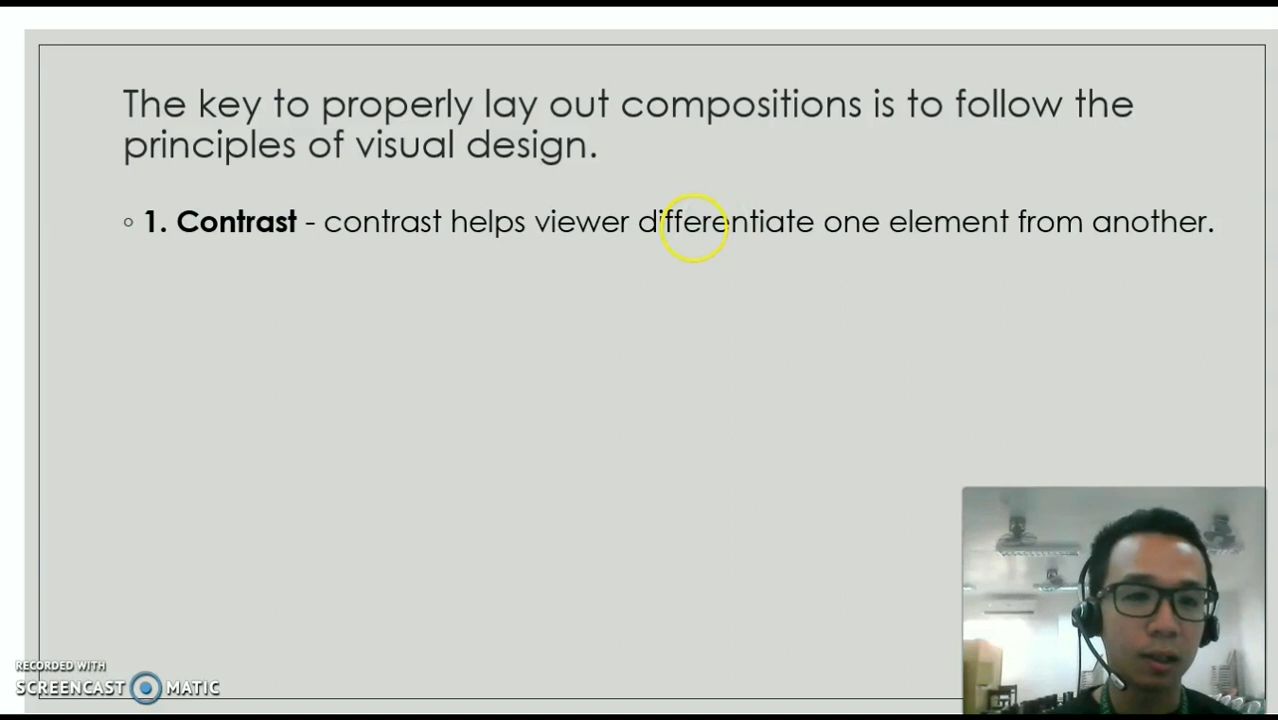 The key to properly lay out compositions is to follow the
principles of visual design.
◦ 1. Contrast - contrast helps viewer differentiate one element from another.
RECORDED WITH
SCREENCAST MATIC